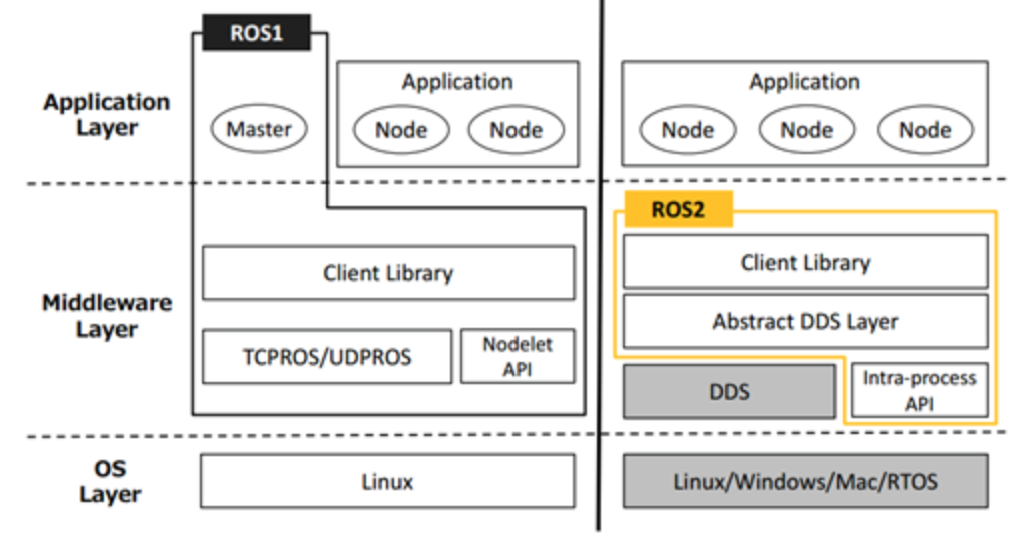 ROS1
Application
Layer
Master
Application
Node
Node
Application
Node
Node
Node
Middleware
Layer
Client Library
TCPROS/UDPROS
Nodelet
API
ROS2
Client Library
Abstract DDS Layer
DDS
Intra-process
API
OS
Layer
Linux
Linux/Windows/Mac/RTOS